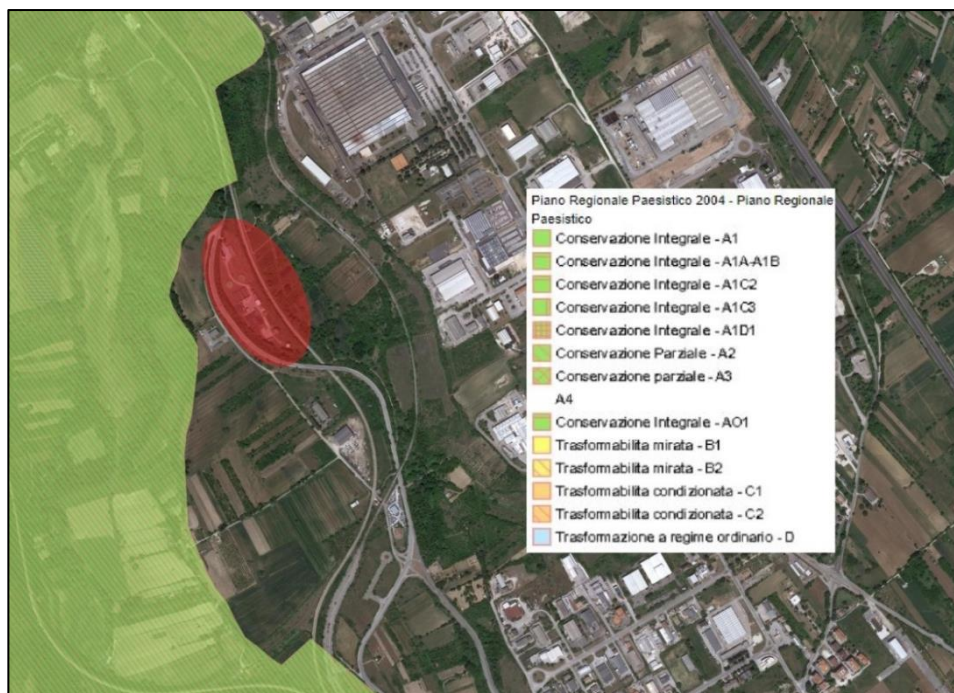 Piano Regionale Paesistico 2004 - Piano Regionale
Paesistico
Conservazione Integrale - A1
Conservazione Integrale - A1A-A1B
Conservazione Integrale - A1C2
Conservazione Integrale - A1C3
Conservazione Integrale - A1D1
Conservazione Parziale - A2
Conservazione parziale - A3
A4
Conservazione Integrale - AO1
Trasformabilita mirata - B1
Trasformabilita mirata - B2
Trasformabilita condizionata - C1
Trasformabilita condizionata - C2
Trasformazione a regime ordinario - D